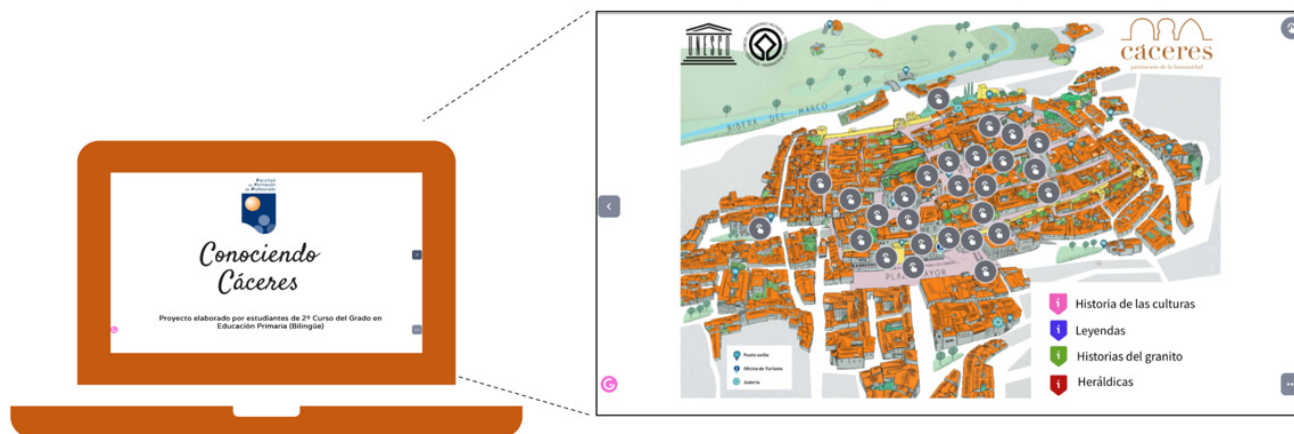 Facultad
de Formación
del Profesorado
Conociendo
Cáceres
Proyecto elaborado por estudiantes de 2º Curso del Grado en
Educación Primaria (Bilingüe)
UNESCO
cáceres
patrimonio de la humanidad
RIBERA DEL MARCO
PLAZA MAYOR
Punto selfie
Oficina de Turismo
Judería
Historia de las culturas
Leyendas
Historias del granito
Heráldicas